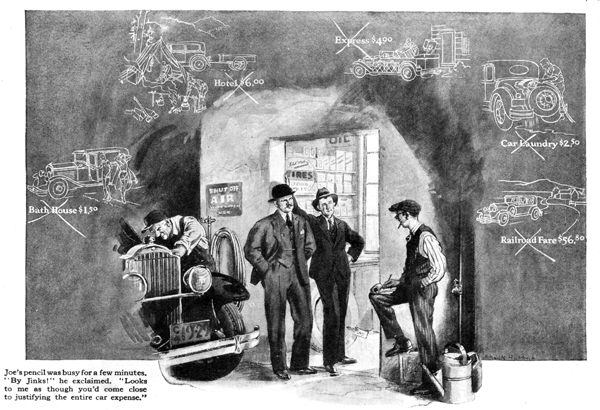 Express $4.90
Hotel $6.00
Car Laundry $2.50
OIL
TIRES
SHUT OFF
AIR
Bath House $1.50
Railroad Fare $56.80
Joe's pencil was busy for a few minutes.
"By Jinks!" he exclaimed, "Looks
to me as though you'd come close
to justifying the entire car expense."